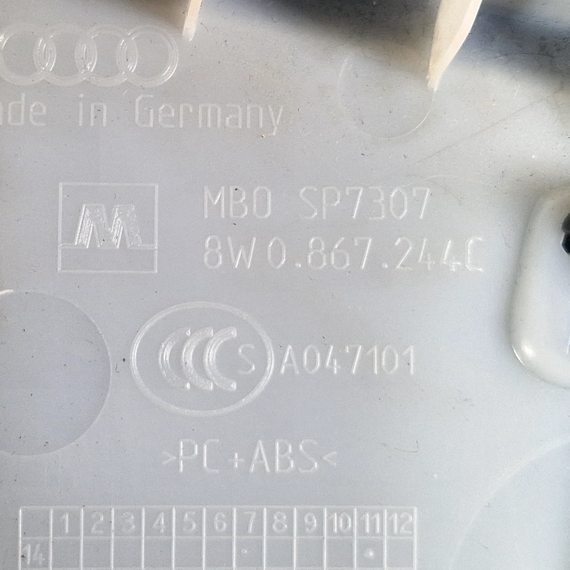 ade in Germany
M
MBO SP7307
8W0.867.244C
CCC S A047101
>PC+ABS<
1 2 3 4 5 6 7 8 9 10 11 12
14